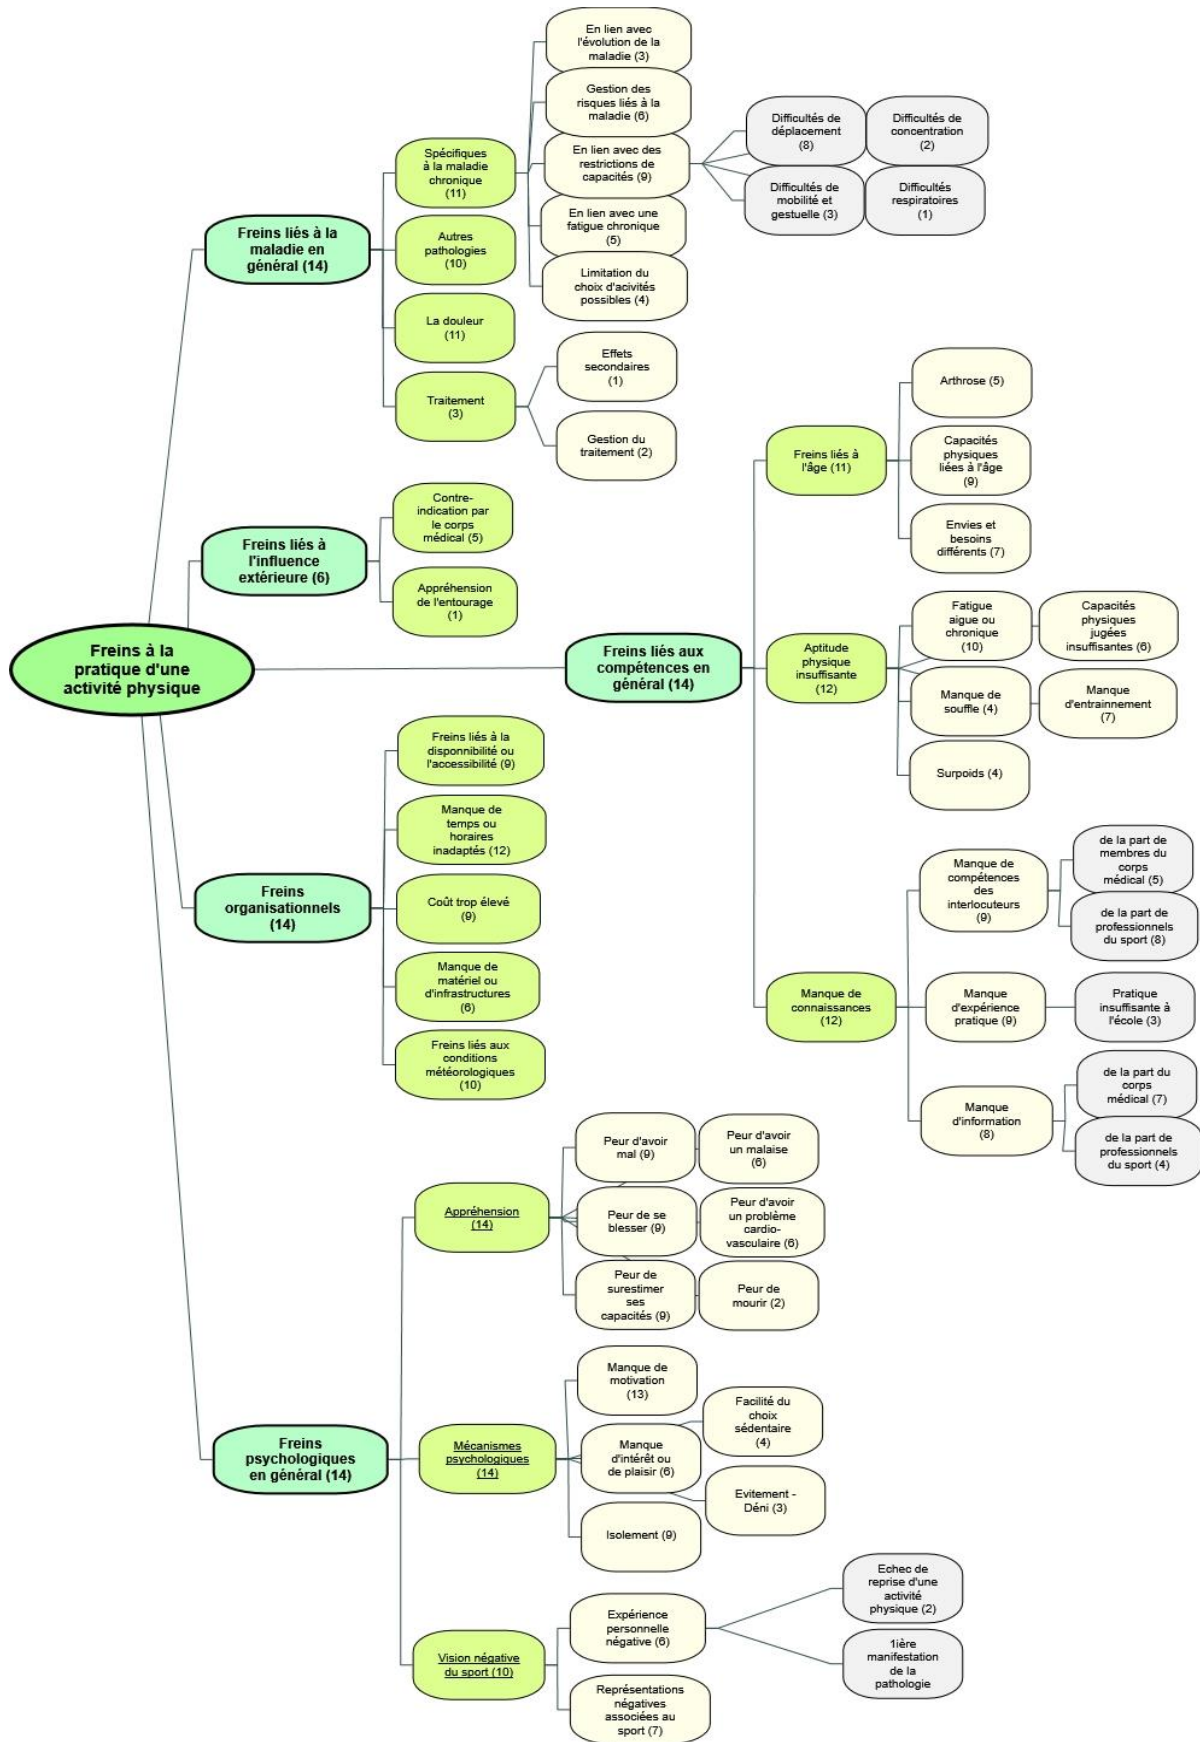 Freins à la
pratique d'une
activité physique
Freins liés à la
maladie en
général (14)
Spécifiques
à la maladie
chronique
(11)
En lien avec
l'évolution de la
maladie (3)
Gestion des
risques liés à la
maladie (6)
En lien avec des
restrictions de
capacités (9)
Difficultés de
déplacement
(8)
Difficultés de
concentration
(2)
Difficultés de
mobilité et
gestuelle (3)
Difficultés
respiratoires
(1)
En lien avec une
fatigue chronique
(5)
Limitation du
choix d'acivités
possibles (4)
Autres
pathologies
(10)
La douleur
(11)
Traitement
(3)
Effets
secondaires
(1)
Gestion du
traitement (2)
Freins liés à
l'influence
extérieure (6)
Contre-
indication par
le corps
médical (5)
Appréhension
de l'entourage
(1)
Freins liés aux
compétences en
général (14)
Freins liés à
l'âge (11)
Arthrose (5)
Capacités
physiques
liées à l'âge
(9)
Envies et
besoins
différents (7)
Aptitude
physique
insuffisante
(12)
Fatigue
aigue ou
chronique
(10)
Capacités
physiques
jugées
insuffisantes (6)
Manque de
souffle (4)
Manque
d'entrainnement
(7)
Surpoids (4)
Manque de
connaissances
(12)
Manque de
compétences
des
interlocuteurs
(9)
de la part de
membres du
corps
médical (5)
de la part de
professionnels
du sport (8)
Manque
d'expérience
pratique (9)
Pratique
insuffisante à
l'école (3)
Manque
d'information
(8)
de la part du
corps
médical (7)
de la part de
professionnels
du sport (4)
Freins
organisationnels
(14)
Freins liés à la
disponnibilité ou
l'accessibilité (9)
Manque de
temps ou
horaires
inadaptés (12)
Coût trop élevé
(9)
Manque de
matériel ou
d'infrastructures
(6)
Freins liés aux
conditions
météorologiques
(10)
Freins
psychologiques
en général (14)
Appréhension
(14)
Peur d'avoir
mal (9)
Peur d'avoir
un malaise
(6)
Peur de se
blesser (9)
Peur d'avoir
un problème
cardio-
vasculaire (6)
Peur de
surestimer
ses
capacités (9)
Peur de
mourir (2)
Mécanismes
psychologiques
(14)
Manque de
motivation
(13)
Facilité du
choix
sédentaire
(4)
Manque
d'intérêt ou
de plaisir (6)
Evitement -
Déni (3)
Isolement (9)
Vision négative
du sport (10)
Expérience
personnelle
négative (6)
Echec de
reprise d'une
activité
physique (2)
1ière
manifestation
de la
pathologie
Représentations
négatives
associées au
sport (7)